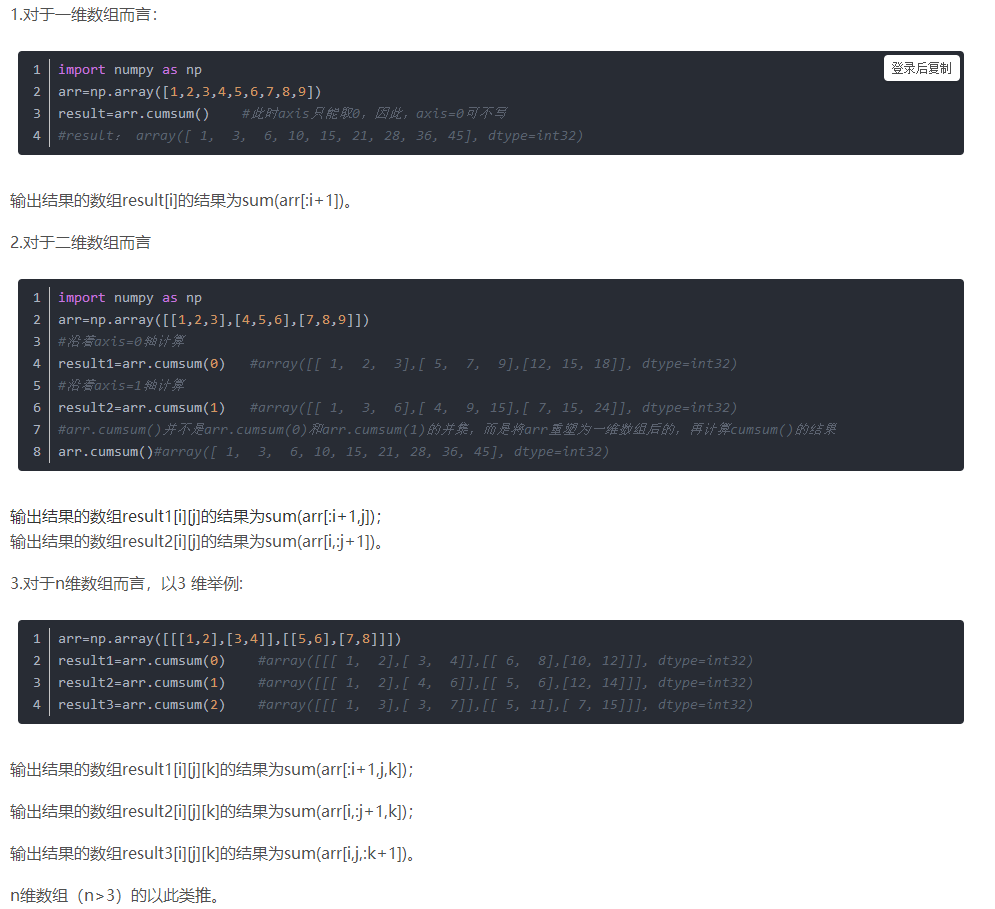 1.对于一维数组而言:
登录后复制
1 import numpy as np
2 arr=np.array([1,2,3,4,5,6,7,8,9])
3 result=arr.cumsum()    #此时axis只能取0，因此，axis=0可不写
4 #result： array([ 1,  3,  6, 10, 15, 21, 28, 36, 45], dtype=int32)
输出结果的数组result[i]的结果为sum(arr[:i+1])。
2.对于二维数组而言
1 import numpy as np
2 arr=np.array([[1,2,3],[4,5,6],[7,8,9]])
3 #沿着axis=0轴计算
4 result1=arr.cumsum(0)   #array([[ 1,  2,  3],[ 5,  7,  9],[12, 15, 18]], dtype=int32)
5 #沿着axis=1轴计算
6 result2=arr.cumsum(1)   #array([[ 1,  3,  6],[ 4,  9, 15],[ 7, 15, 24]], dtype=int32)
7 #arr.cumsum()并不是arr.cumsum(0)和arr.cumsum(1)的并集，而是将arr重塑为一维数组后的，再计算cumsum()的结果
8 arr.cumsum()#array([ 1,  3,  6, 10, 15, 21, 28, 36, 45], dtype=int32)
输出结果的数组result1[i][j]的结果为sum(arr[:i+1,j])；
输出结果的数组result2[i][j]的结果为sum(arr[i,:j+1])。
3.对于n维数组而言，以3 维举例:
1 arr=np.array([[[1,2],[3,4]],[[5,6],[7,8]]])
2 result1=arr.cumsum(0)    #array([[[ 1,  2],[ 3,  4]],[[ 6,  8],[10, 12]]], dtype=int32)
3 result2=arr.cumsum(1)    #array([[[ 1,  2],[ 4,  6]],[[ 5,  6],[12, 14]]], dtype=int32)
4 result3=arr.cumsum(2)    #array([[[ 1,  3],[ 3,  7]],[[ 5, 11],[ 7, 15]]], dtype=int32)
输出结果的数组result1[i][j][k]的结果为sum(arr[:i+1,j,k])；
输出结果的数组result2[i][j][k]的结果为sum(arr[i,:j+1,k])；
输出结果的数组result3[i][j][k]的结果为sum(arr[i,j,:k+1])。
n维数组（n>3）的以此类推。